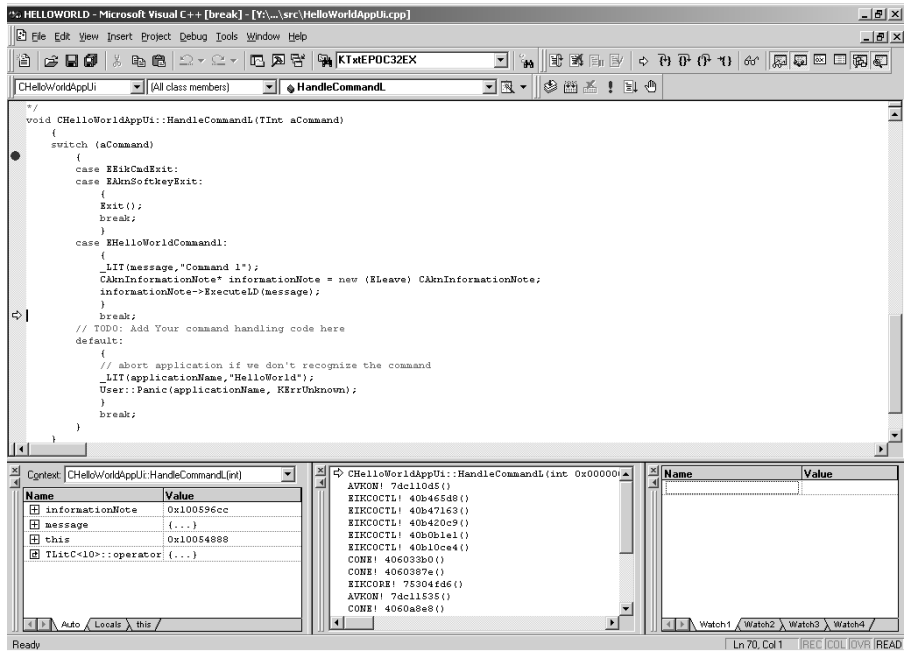 HELLOWORLD - Microsoft Visual C++ [break] - [Y:\...\src\HelloWorldAppUi.cpp]
File Edit View Insert Project Debug Tools Window Help
KTxtEPOC32EX
CHelloWorldAppUi (All class members) HandleCommandL
*/
void CHelloWorldAppUi::HandleCommandL(TInt aCommand)
{
switch (aCommand)
{
case EEikCmdExit:
case EAknSoftkeyExit:
{
Exit();
break;
}
case EHelloWorldCommand1:
{
_LIT(message,"Command 1");
CAknInformationNote* informationNote = new (ELeave) CAknInformationNote;
informationNote->ExecuteLD(message);
}
break;
// TODO: Add Your command handling code here
default:
{
// abort application if we don't recognize the command
_LIT(applicationName,"HelloWorld");
User::Panic(applicationName, KErrUnknown);
}
break;
}
}
Context: CHelloWorldAppUi::HandleCommandL(int)
Name Value
informationNote 0x100596cc
message {...}
this 0x10054888
TLitC<10>::operator {...}
Auto Locals this
CHelloWorldAppUi::HandleCommandL(int 0x00000
AVKON! 7dc110d5()
EIKCOCTL! 40b465d8()
EIKCOCTL! 40b47163()
EIKCOCTL! 40b420c9()
EIKCOCTL! 40b0b1e1()
EIKCOCTL! 40b10ce4()
CONE! 406033b0()
CONE! 4060387e()
EIKCORE! 75304fd6()
AVKON! 7dc11535()
CONE! 4060a8e8()
Name Value
Watch1 Watch2 Watch3 Watch4
Ready
Ln 70, Col 1 REC COL OVR READ